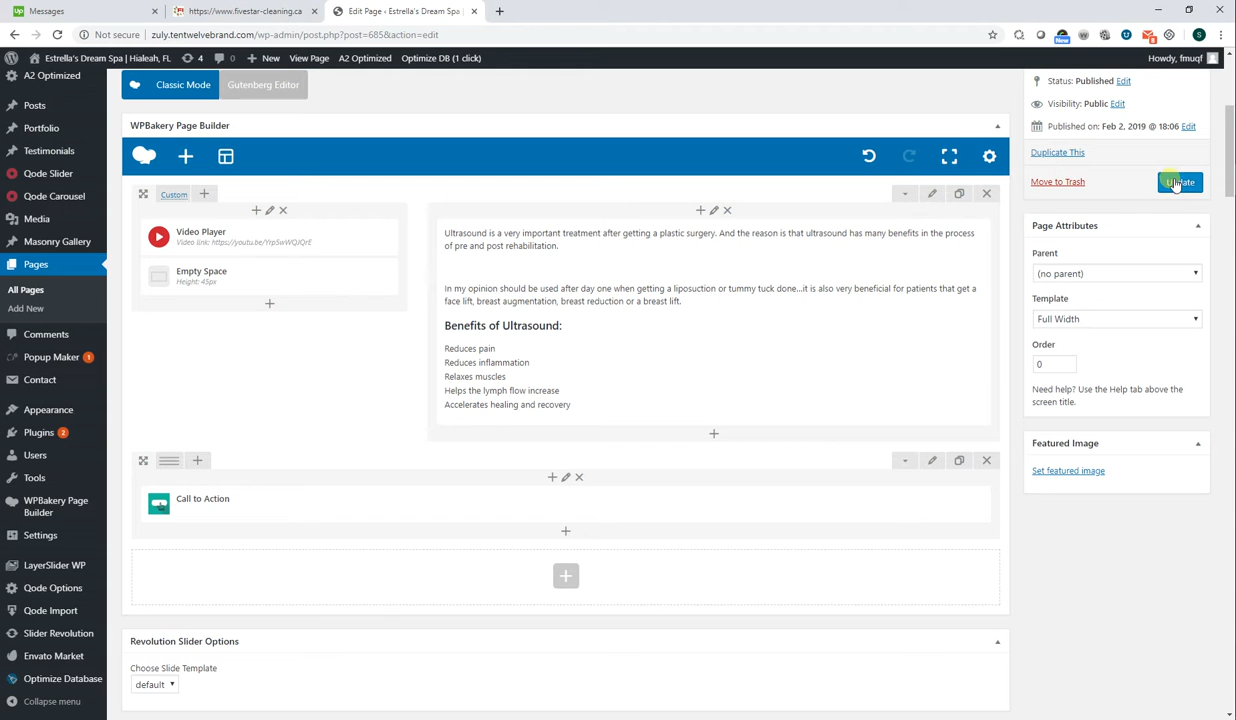 Messages
https://www.fivestar-cleaning.ca
Edit Page ‹ Estrella's Dream Spa |
Not secure
zuly.tentwelvebrand.com/wp-admin/post.php?post=685&action=edit
Estrella's Dream Spa | Hialeah, FL
4
0
New
View Page
A2 Optimized
Optimize DB (1 click)
Howdy, fmuqf
A2 Optimized
Posts
Portfolio
Testimonials
Qode Slider
Qode Carousel
Media
Masonry Gallery
Pages
All Pages
Add New
Comments
Popup Maker 1
Contact
Appearance
Plugins 2
Users
Tools
WPBakery Page
Builder
Settings
LayerSlider WP
Qode Options
Qode Import
Slider Revolution
Envato Market
Optimize Database
Collapse menu
Classic Mode
Gutenberg Editor
WPBakery Page Builder
Custom
Video Player
Video link: https://youtu.be/YrpSwWQJQrE
Empty Space
Height: 45px
Ultrasound is a very important treatment after getting a plastic surgery. And the reason is that ultrasound has many benefits in the process
of pre and post rehabilitation.
In my opinion should be used after day one when getting a liposuction or tummy tuck done...it is also very beneficial for patients that get a
face lift, breast augmentation, breast reduction or a breast lift.
Benefits of Ultrasound:
Reduces pain
Reduces inflammation
Relaxes muscles
Helps the lymph flow increase
Accelerates healing and recovery
Call to Action
Revolution Slider Options
Choose Slide Template
default
Status: Published Edit
Visibility: Public Edit
Published on: Feb 2, 2019 @ 18:06 Edit
Duplicate This
Move to Trash
Update
Page Attributes
Parent
(no parent)
Template
Full Width
Order
0
Need help? Use the Help tab above the
screen title.
Featured Image
Set featured image